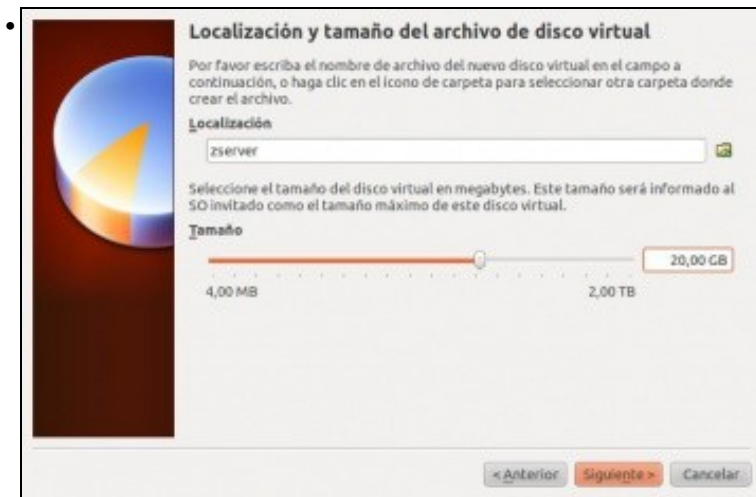 Localización y tamaño del archivo de disco virtual
Por favor escriba el nombre de archivo del nuevo disco virtual en el campo a
continuación, o haga clic en el icono de carpeta para seleccionar otra carpeta donde
crear el archivo.
Localización
zserver
Seleccione el tamaño del disco virtual en megabytes. Este tamaño será informado al
SO invitado como el tamaño máximo de este disco virtual.
Tamaño
20,00 GB
4,00 MB 2,00 TB
< Anterior Siguiente > Cancelar